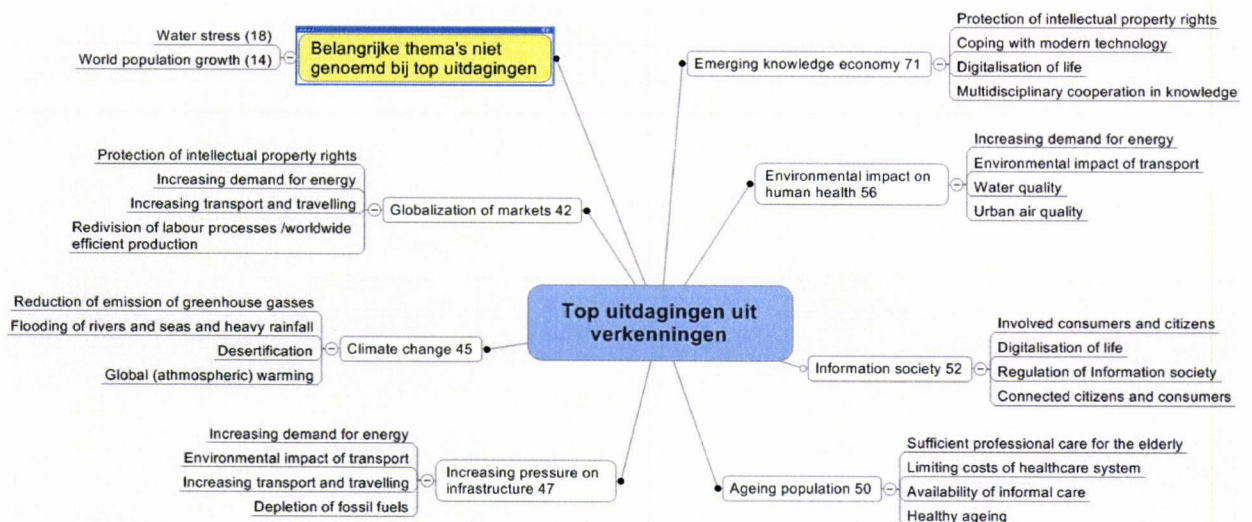 Top uitdagingen uit
verkenningen
Emerging knowledge economy 71
Protection of intellectual property rights
Coping with modern technology
Digitalisation of life
Multidisciplinary cooperation in knowledge
Environmental impact on
human health 56
Increasing demand for energy
Environmental impact of transport
Water quality
Urban air quality
Information society 52
Involved consumers and citizens
Digitalisation of life
Regulation of Information society
Connected citizens and consumers
Ageing population 50
Sufficient professional care for the elderly
Limiting costs of healthcare system
Availability of informal care
Healthy ageing
Increasing pressure on
infrastructure 47
Increasing demand for energy
Environmental impact of transport
Increasing transport and travelling
Depletion of fossil fuels
Climate change 45
Reduction of emission of greenhouse gasses
Flooding of rivers and seas and heavy rainfall
Desertification
Global (athmospheric) warming
Globalization of markets 42
Protection of intellectual property rights
Increasing demand for energy
Increasing transport and travelling
Redivision of labour processes /worldwide
efficient production
Belangrijke thema's niet
genoemd bij top uitdagingen
Water stress (18)
World population growth (14)